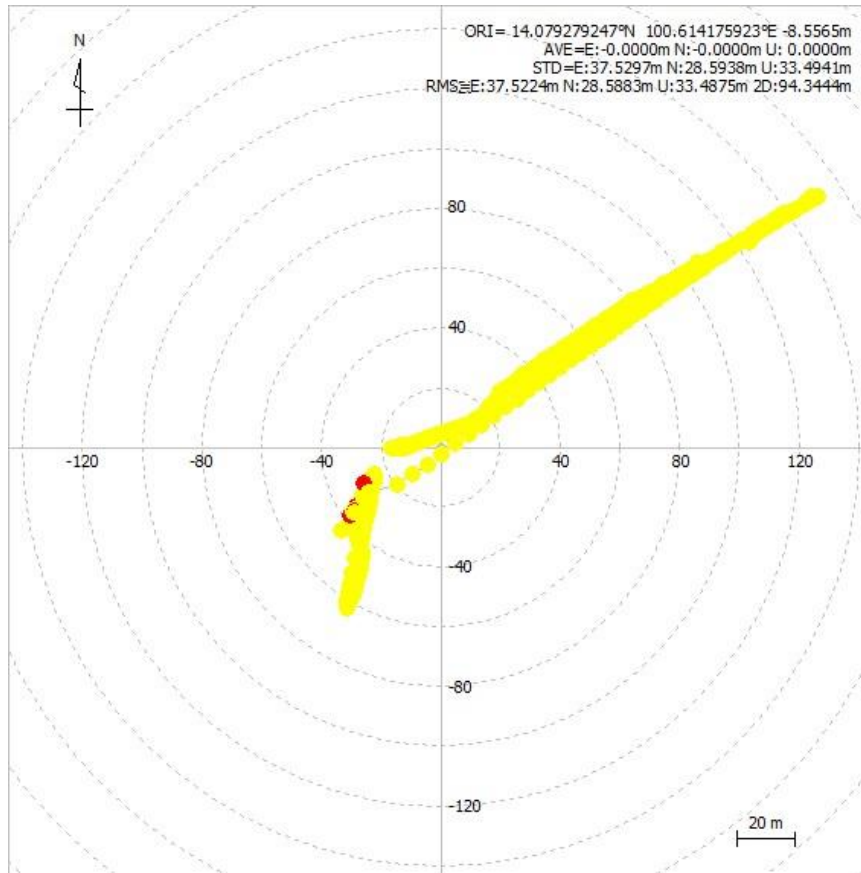 N
ORI= 14.079279247°N 100.614175923°E -8.5565m
AVE=E:-0.0000m N:-0.0000m U: 0.0000m
STD=E:37.5297m N:28.5938m U:33.4941m
RMS=E:37.5224m N:28.5883m U:33.4875m 2D:94.3444m
80
40
-120 -40 40 80 120
-40
-80
-120
20 m